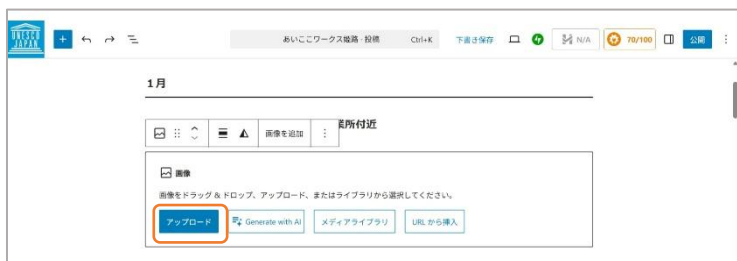 UNESCO
JAPAN
あいここワークス姫路 · 投稿 Ctrl+K
下書き保存
N/A
70/100
公開
1月
業所付近
画像を追加
画像
画像をドラッグ & ドロップ、アップロード、またはライブラリから選択してください。
アップロード
Generate with AI
メディアライブラリ
URL から挿入